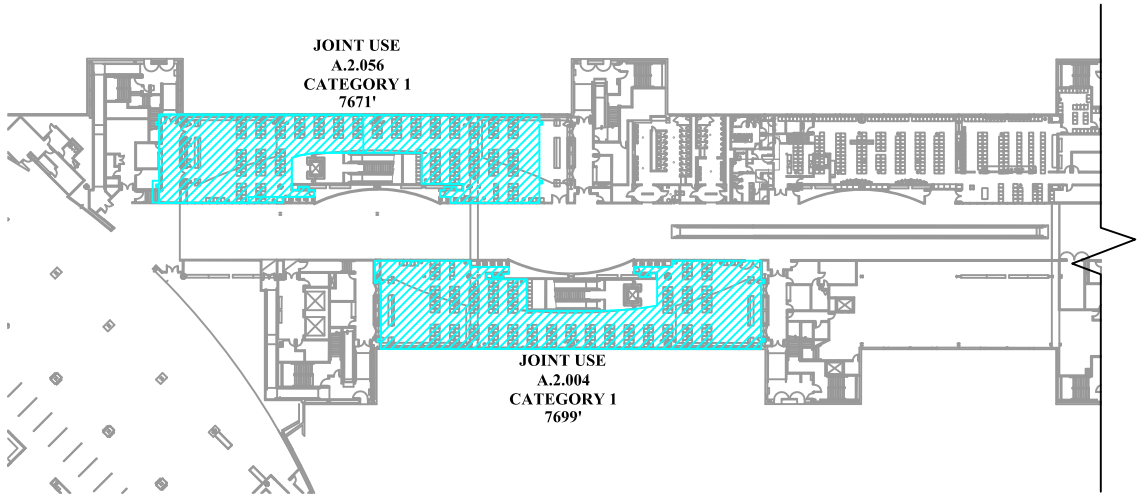 JOINT USE
A.2.056
CATEGORY 1
7671'
JOINT USE
A.2.004
CATEGORY 1
7699'